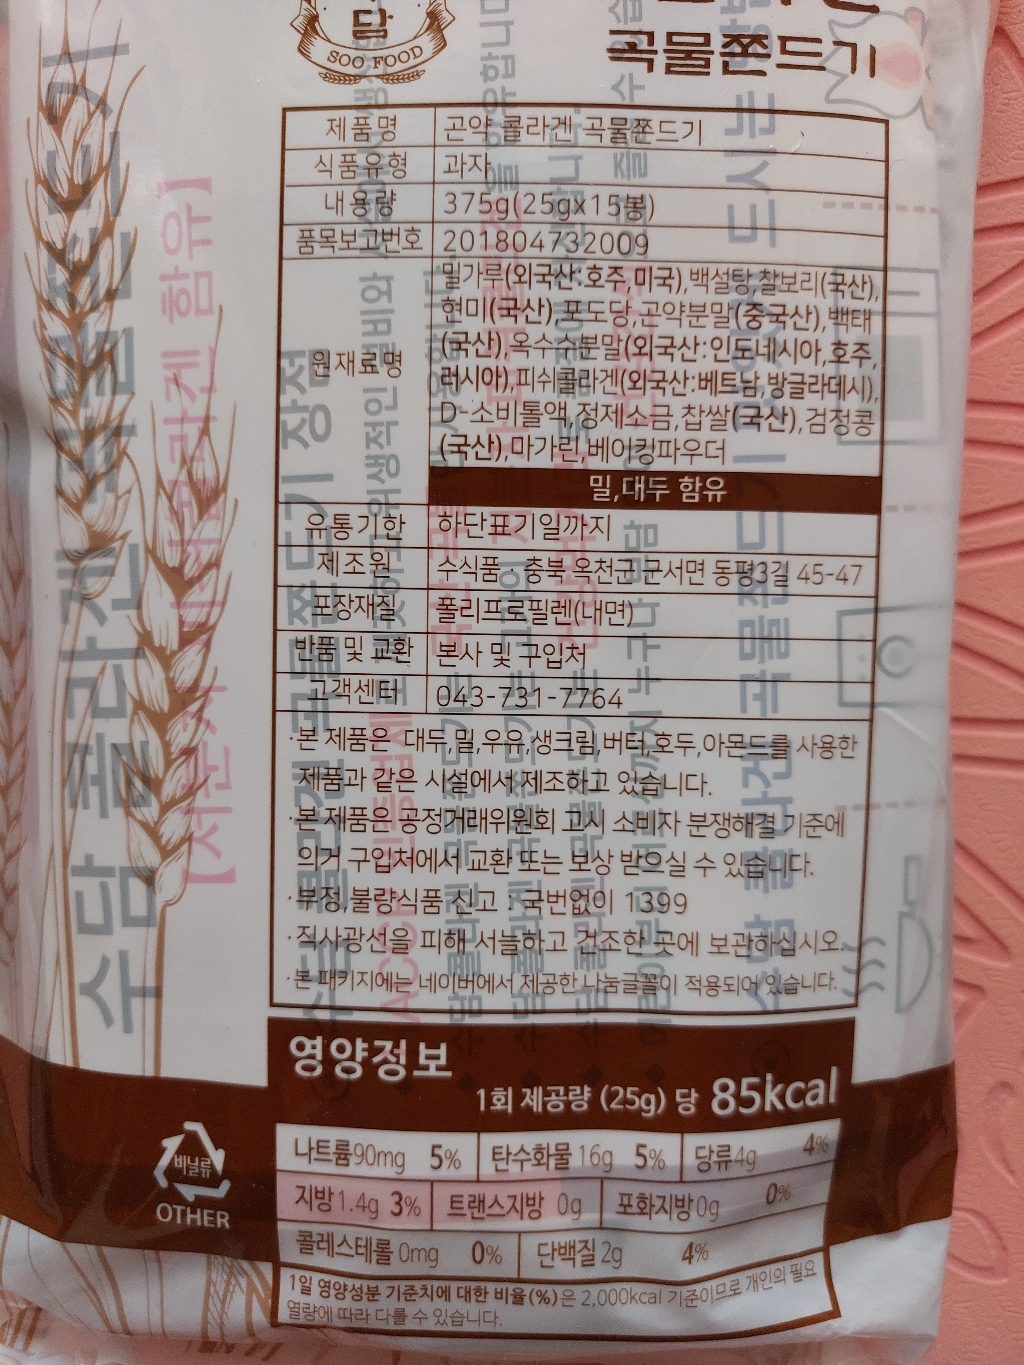 담
SOO FOOD
곡물쫀드기
제품명 곤약 콜라겐 곡물쫀드기
식품유형 과자
내용량 375g(25gx15봉)
품목보고번호 201804732009
원재료명
밀가루(외국산:호주,미국),백설탕,찰보리(국산),
현미(국산),포도당,곤약분말(중국산),백태
(국산),옥수수분말(외국산:인도네시아,호주,
러시아),피쉬콜라겐(외국산:베트남,방글라데시),
D-소비톨액,정제소금,찹쌀(국산),검정콩
(국산),마가린,베이킹파우더
밀,대두 함유
유통기한 하단표기일까지
제조원 수식품 · 충북 옥천군 군서면 동평3길 45-47
포장재질 폴리프로필렌(내면)
반품 및 교환 본사 및 구입처
고객센터 043-731-7764
·본 제품은 대두,밀,우유,생크림,버터,호두,아몬드를 사용한
제품과 같은 시설에서 제조하고 있습니다.
·본 제품은 공정거래위원회 고시 소비자 분쟁해결 기준에
의거 구입처에서 교환 또는 보상 받으실 수 있습니다.
·부정,불량식품 신고 : 국번없이 1399
·직사광선을 피해 서늘하고 건조한 곳에 보관하십시오.
·본 패키지에는 네이버에서 제공한 나눔글꼴이 적용되어 있습니다.
영양정보
1회 제공량 (25g) 당 85kcal
나트륨90mg 5% 탄수화물 16g 5% 당류4g 4%
지방1.4g 3% 트랜스지방 0g 포화지방0g 0%
콜레스테롤 0mg 0% 단백질 2g 4%
1일 영양성분 기준치에 대한 비율(%)은 2,000kcal 기준이므로 개인의 필요
열량에 따라 다를 수 있습니다.
비닐류
OTHER